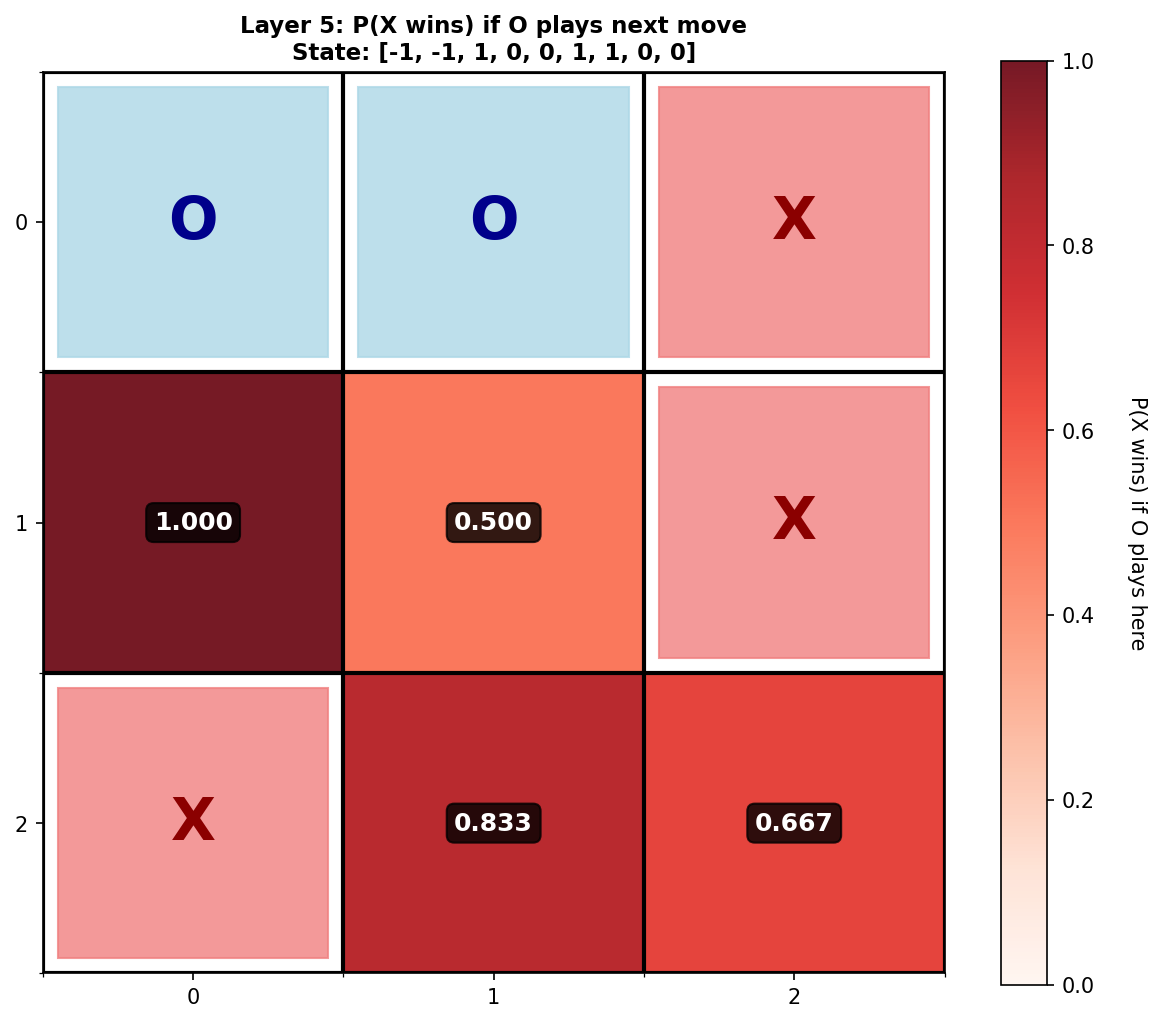 Layer 5: P(X wins) if O plays next move
State: [-1, -1, 1, 0, 0, 1, 1, 0, 0]
0
O
O
X
1
1.000
0.500
X
2
X
0.833
0.667
0
1
2
1.0
0.8
0.6
0.4
0.2
0.0
P(X wins) if O plays here